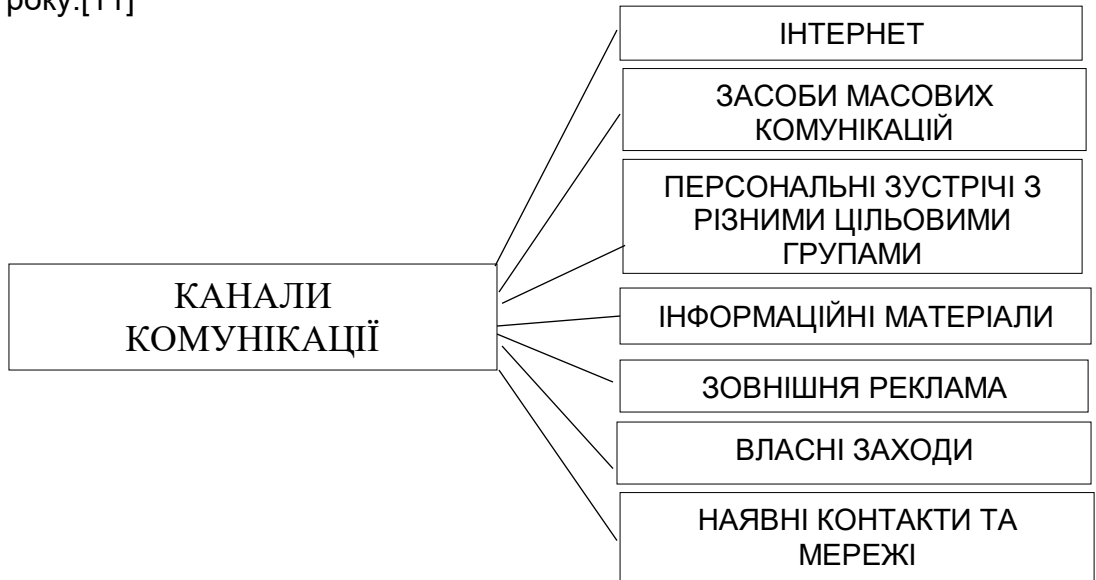 року.[11]
ІНТЕРНЕТ
ЗАСОБИ МАСОВИХ
КОМУНІКАЦІЙ
ПЕРСОНАЛЬНІ ЗУСТРІЧІ З
РІЗНИМИ ЦІЛЬОВИМИ
ГРУПАМИ
КАНАЛИ
КОМУНІКАЦІЇ
ІНФОРМАЦІЙНІ МАТЕРІАЛИ
ЗОВНІШНЯ РЕКЛАМА
ВЛАСНІ ЗАХОДИ
НАЯВНІ КОНТАКТИ ТА
МЕРЕЖІ